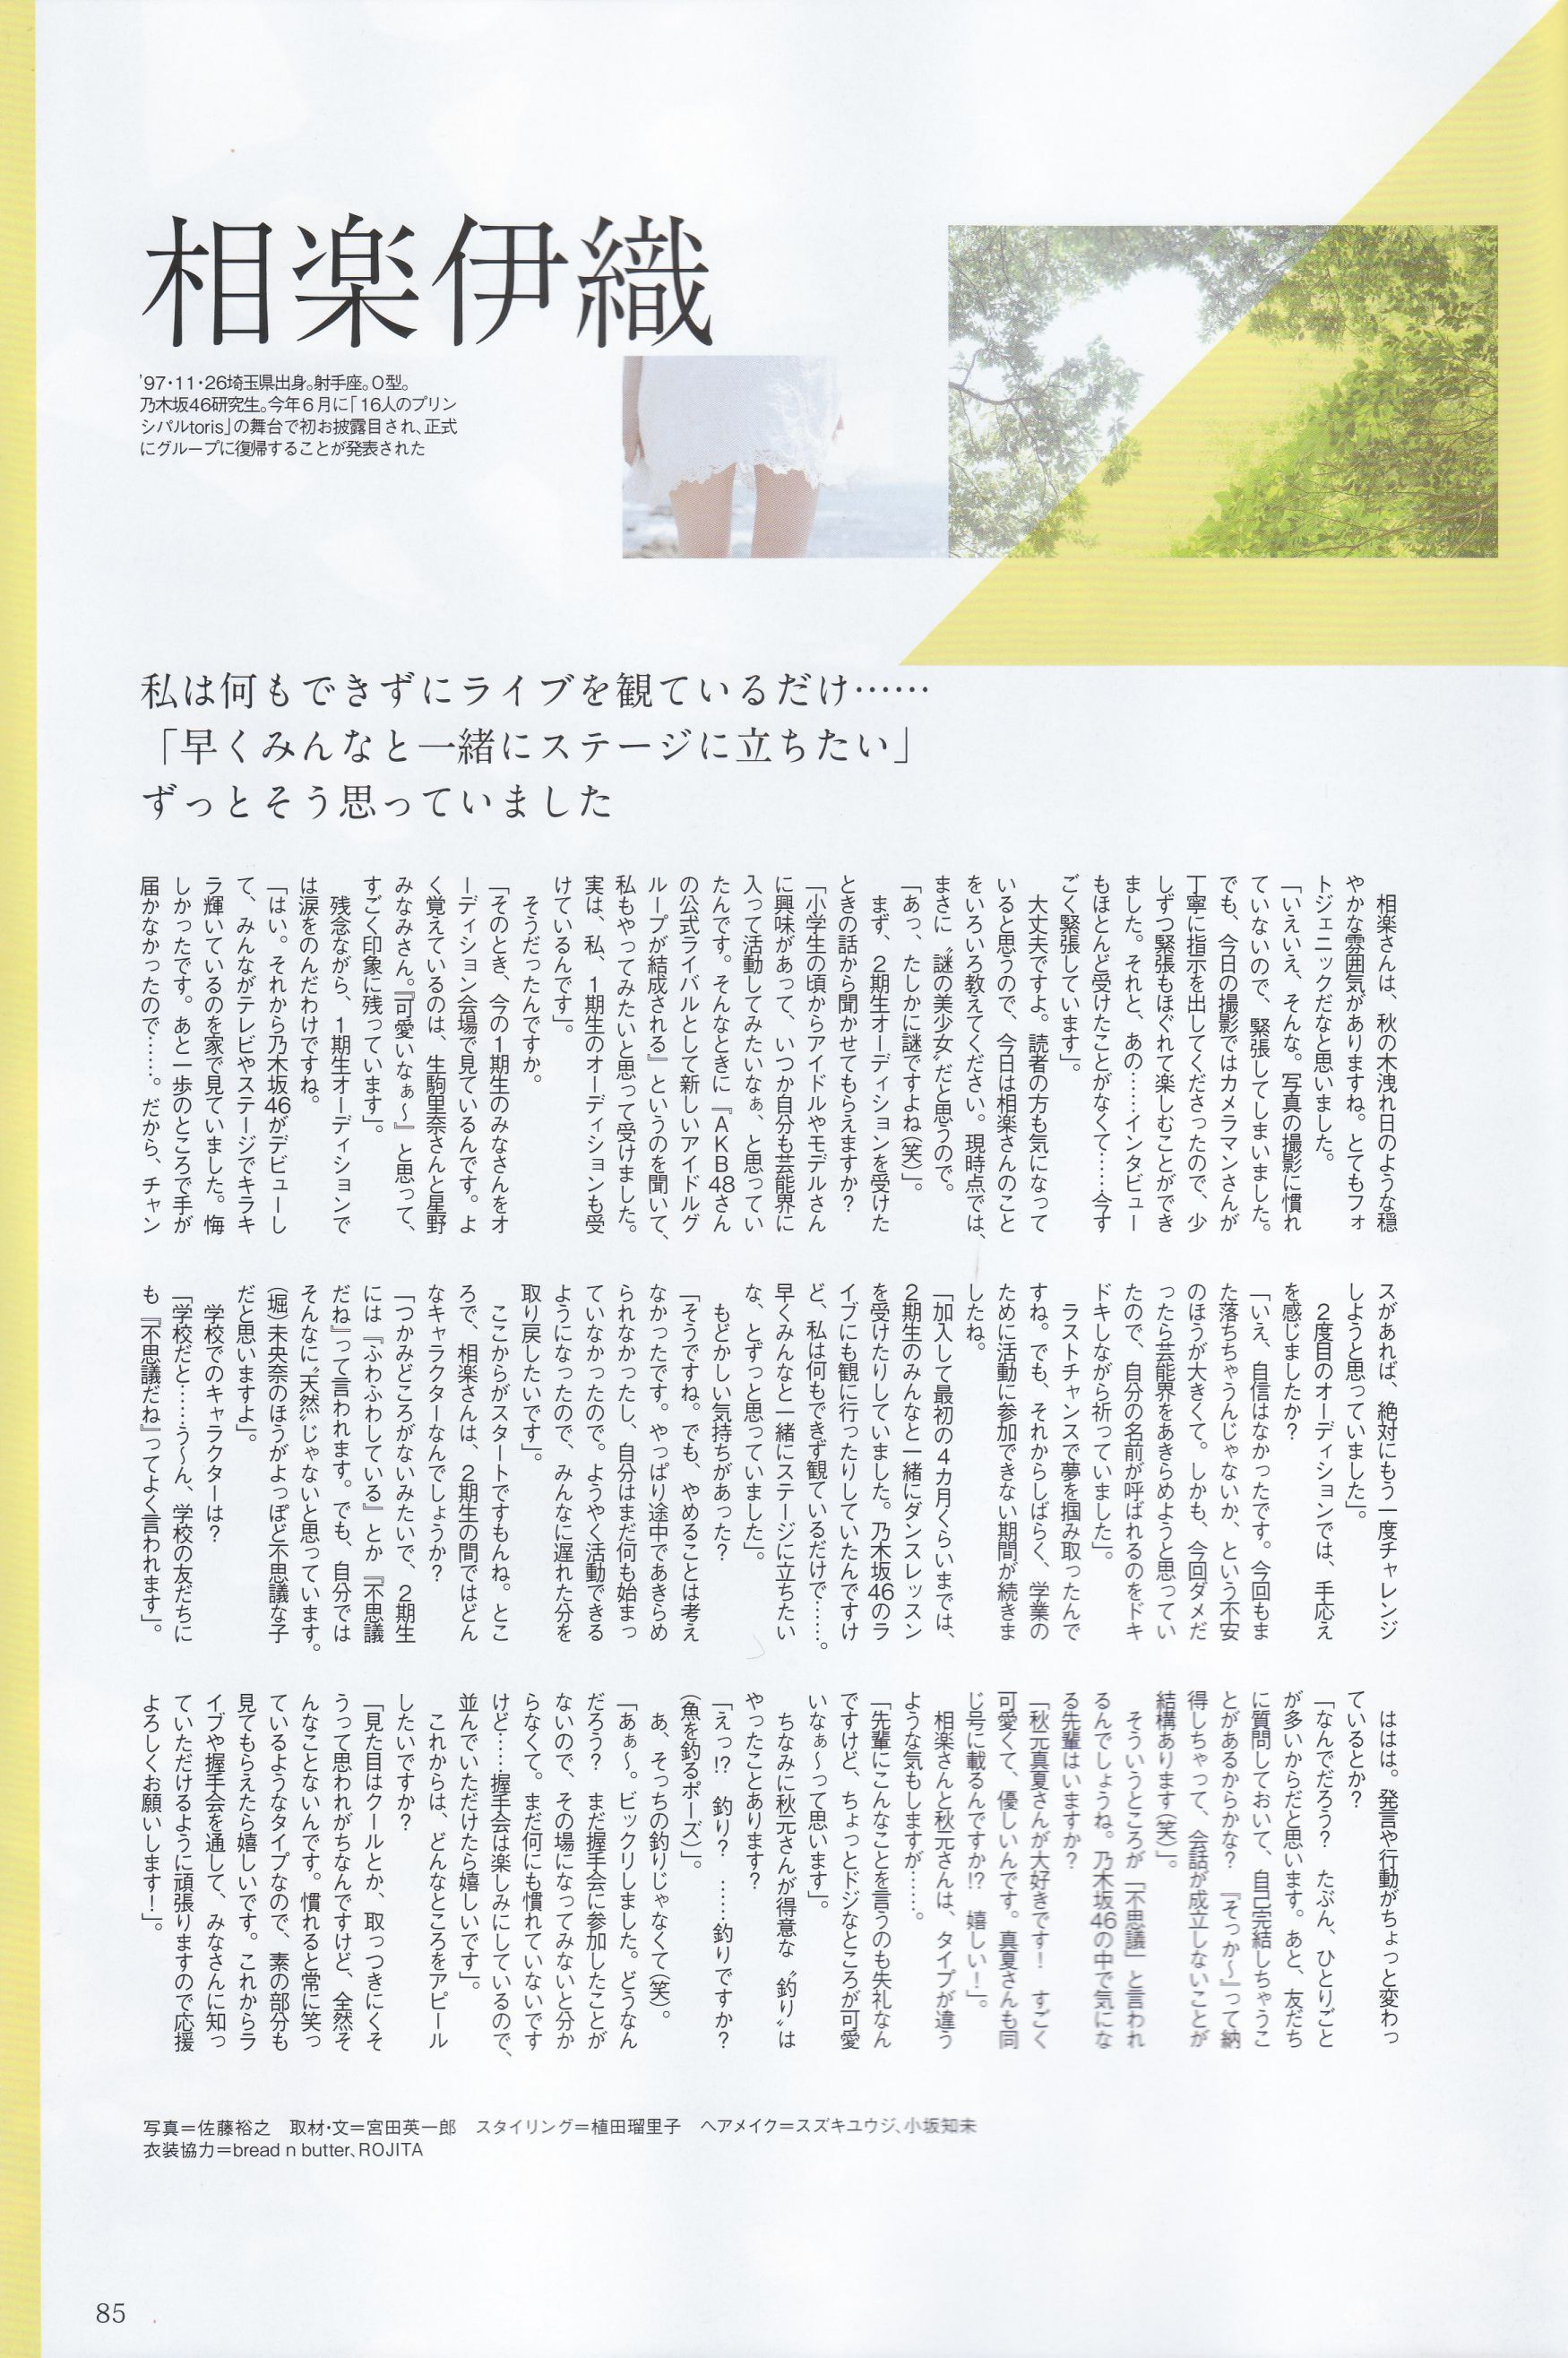 相楽伊織
'97・11・26埼玉県出身。射手座。O型。
乃木坂46研究生。今年6月に「16人のプリン
シパルtoris」の舞台で初お披露目され、正式
にグループに復帰することが発表された
私は何もできずにライブを観ているだけ……
「早くみんなと一緒にステージに立ちたい」
ずっとそう思っていました
相楽さんは、秋の木洩れ日のような穏
やかな雰囲気がありますね。とてもフォ
トジェニックだなと思いました。
「いえいえ、そんな。写真の撮影に慣れ
ていないので、緊張してしまいました。
でも、今日の撮影ではカメラマンさんが
丁寧に指示を出してくださったので、少
しずつ緊張もほぐれて楽しむことができ
ました。それと、あの……インタビュー
もほとんど受けたことがなくて……今す
ごく緊張しています」。
大丈夫ですよ。読者の方も気になって
いると思うので、今日は相楽さんのこと
をいろいろ教えてください。現時点では、
まさに〝謎の美少女〟だと思うので。
「あっ、たしかに謎ですよね(笑)」。
まず、2期生オーディションを受けた
ときの話から聞かせてもらえますか?
「小学生の頃からアイドルやモデルさん
に興味があって、いつか自分も芸能界に
入って活動してみたいなぁ、と思ってい
たんです。そんなときに『AKB48さん
の公式ライバルとして新しいアイドルグ
ループが結成される』というのを聞いて、
私もやってみたいと思って受けました。
実は、私、1期生のオーディションも受
けているんです」。
そうだったんですか。
「そのとき、今の1期生のみなさんをオ
ーディション会場で見ているんです。よ
く覚えているのは、生駒里奈さんと星野
みなみさん。『可愛いなぁ〜』と思って、
すごく印象に残っています」。
残念ながら、1期生オーディションで
は涙をのんだわけですね。
「はい。それから乃木坂46がデビューし
て、みんながテレビやステージでキラキ
ラ輝いているのを家で見ていました。悔
しかったです。あと一歩のところで手が
届かなかったので……。だから、チャン
スがあれば、絶対にもう一度チャレンジ
しようと思っていました」。
2度目のオーディションでは、手応え
を感じましたか?
「いえ、自信はなかったです。今回もま
た落ちちゃうんじゃないか、という不安
のほうが大きくて。しかも、今回ダメだ
ったら芸能界をあきらめようと思ってい
たので、自分の名前が呼ばれるのをドキ
ドキしながら祈っていました」。
ラストチャンスで夢を掴み取ったんで
すね。でも、それからしばらく、学業の
ために活動に参加できない期間が続きま
したね。
「加入して最初の4カ月くらいまでは、
2期生のみんなと一緒にダンスレッスン
を受けたりしていました。乃木坂46のラ
イブにも観に行ったりしていたんですけ
ど、私は何もできず観ているだけで……。
早くみんなと一緒にステージに立ちたい
な、とずっと思っていました」。
もどかしい気持ちがあった?
「そうですね。でも、やめることは考え
なかったです。やっぱり途中であきらめ
られなかったし、自分はまだ何も始まっ
ていなかったので。ようやく活動できる
ようになったので、みんなに遅れた分を
取り戻したいです」。
ここからがスタートですもんね。とこ
ろで、相楽さんは、2期生の間ではどん
なキャラクターなんでしょうか?
「つかみどころがないみたいで、2期生
には『ふわふわしている』とか『不思議
だね』って言われます。でも、自分では
そんなに〝天然〟じゃないと思っています。
(堀)未央奈のほうがよっぽど不思議な子
だと思いますよ」。
学校でのキャラクターは?
「学校だと……う〜ん、学校の友だちに
も『不思議だね』ってよく言われます」。
ははは。発言や行動がちょっと変わっ
ているとか?
「なんでだろう? たぶん、ひとりごと
が多いからだと思います。あと、友だち
に質問しておいて、自己完結しちゃうこ
とがあるからかな? 『そっか〜』って納
得しちゃって、会話が成立しないことが
結構あります(笑)」。
そういうところが「不思議」と言われ
るんでしょうね。乃木坂46の中で気にな
る先輩はいますか?
「秋元真夏さんが大好きです! すごく
可愛くて、優しいんです。真夏さんも同
じ号に載るんですか!? 嬉しい!」。
相楽さんと秋元さんは、タイプが違う
ような気もしますが……。
「先輩にこんなことを言うのも失礼なん
ですけど、ちょっとドジなところが可愛
いなぁ〜って思います」。
ちなみに秋元さんが得意な〝釣り〟は
やったことあります?
「えっ!? 釣り? ……釣りですか?
(魚を釣るポーズ)」。
あ、そっちの釣りじゃなくて(笑)。
「あぁ〜。ビックリしました。どうなん
だろう? まだ握手会に参加したことが
ないので、その場になってみないと分か
らなくて。まだ何にも慣れていないです
けど……握手会は楽しみにしているので、
並んでいただけたら嬉しいです」。
これからは、どんなところをアピール
したいですか?
「見た目はクールとか、取っつきにくそ
うって思われがちなんですけど、全然そ
んなことないんです。慣れると常に笑っ
ているようなタイプなので、素の部分も
見てもらえたら嬉しいです。これからラ
イブや握手会を通して、みなさんに知っ
ていただけるように頑張りますので応援
よろしくお願いします!」。
写真＝佐藤裕之 取材・文＝宮田英一郎 スタイリング＝植田瑠里子 ヘアメイク＝スズキユウジ、小坂知未
衣装協力＝bread n butter、ROJITA
85